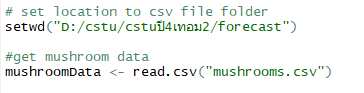 # set location to csv file folder
setwd("D:/cstu/cstuปี4เทอม2/forecast")
#get mushroom data
mushroomData <- read.csv("mushrooms.csv")